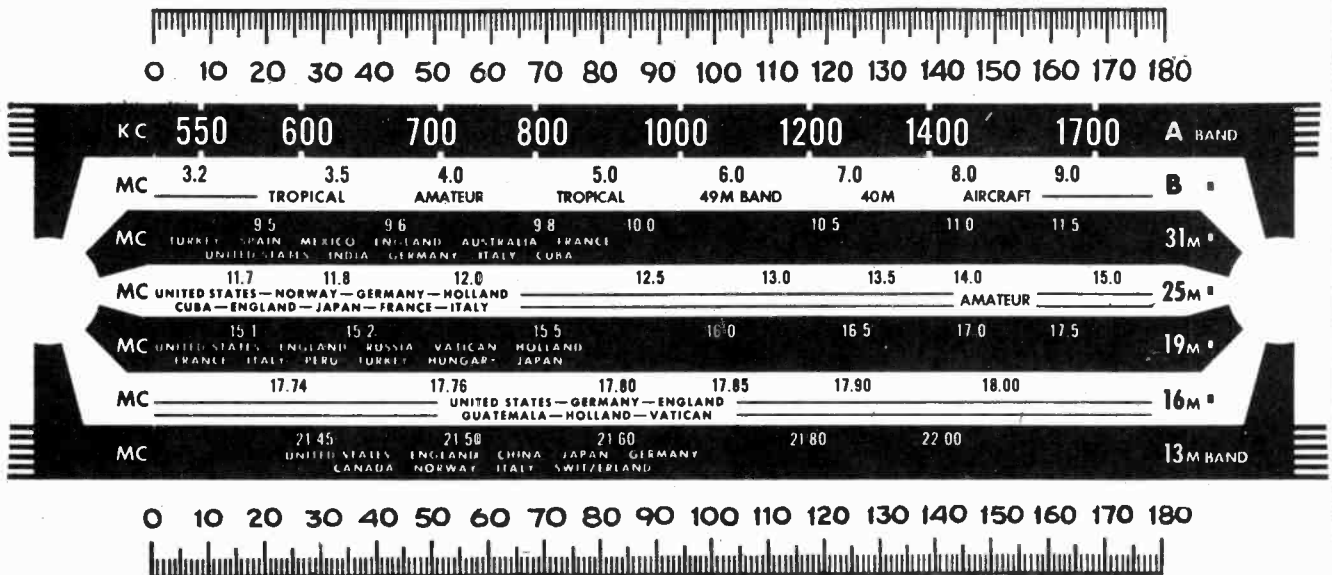 0 10 20 30 40 50 60 70 80 90 100 110 120 130 140 150 160 170 180
KC 550 600 700 800 1000 1200 1400 1700 A BAND
MC 3.2 3.5 4.0 5.0 6.0 7.0 8.0 9.0 B "
TROPICAL AMATEUR TROPICAL 49M BAND 40M AIRCRAFT
MC 9.5 9.6 9.8 10.0 10.5 11.0 11.5 31M "
TURKEY SPAIN MEXICO ENGLAND AUSTRALIA FRANCE
UNITED STATES INDIA GERMANY ITALY CUBA
MC 11.7 11.8 12.0 12.5 13.0 13.5 14.0 15.0 25M "
UNITED STATES—NORWAY—GERMANY—HOLLAND
CUBA—ENGLAND—JAPAN—FRANCE—ITALY AMATEUR
MC 15.1 15.2 15.5 16.0 16.5 17.0 17.5 19M "
UNITED STATES ENGLAND RUSSIA VATICAN HOLLAND
FRANCE ITALY PERU TURKEY HUNGARY JAPAN
MC 17.74 17.76 17.80 17.85 17.90 18.00 16M "
UNITED STATES—GERMANY—ENGLAND
GUATEMALA—HOLLAND—VATICAN
MC 21.45 21.50 21.60 21.80 22.00 13M BAND
UNITED STATES ENGLAND CHINA JAPAN GERMANY
CANADA NORWAY ITALY SWITZERLAND
0 10 20 30 40 50 60 70 80 90 100 110 120 130 140 150 160 170 180